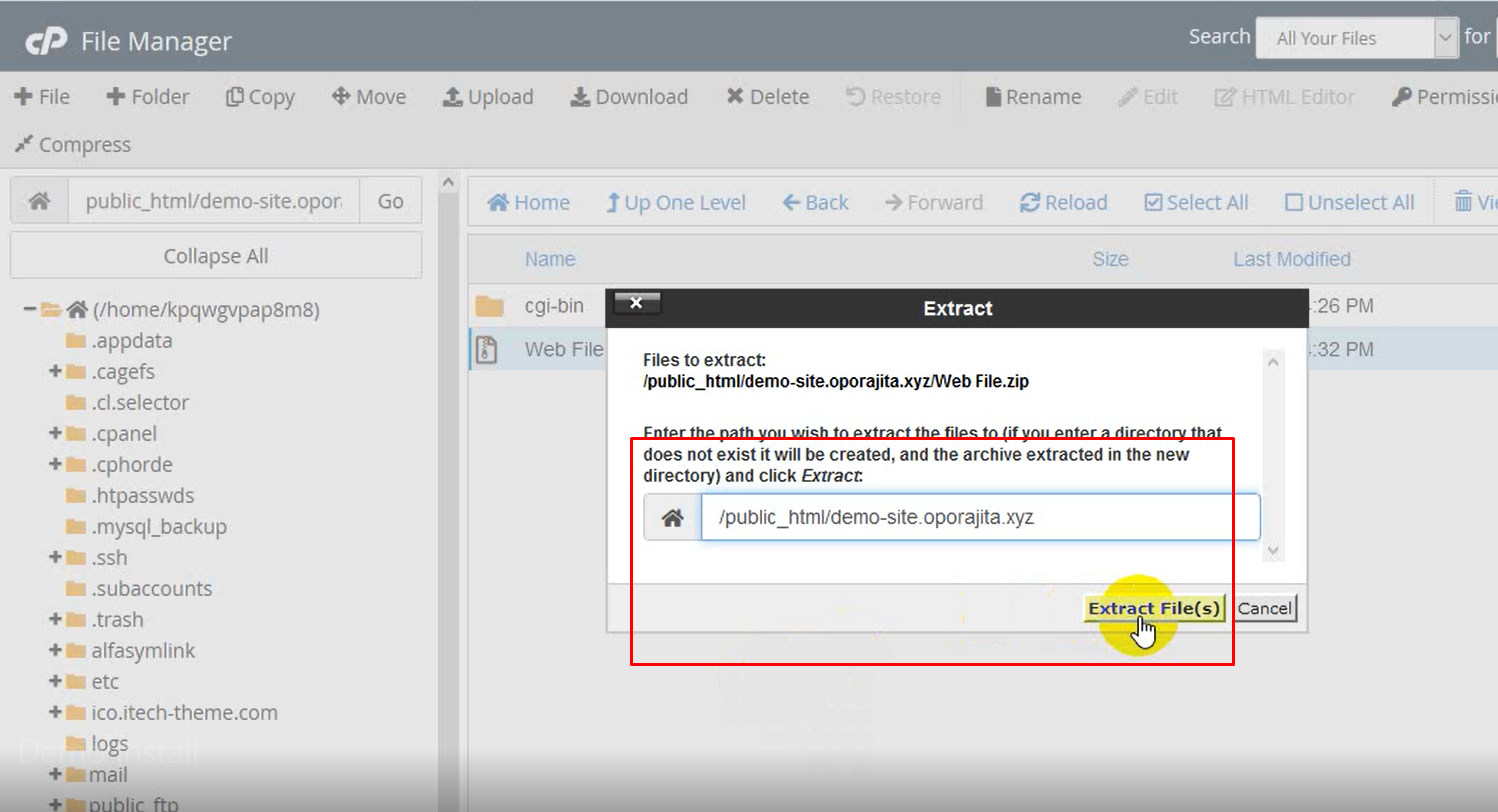 cP File Manager
Search All Your Files for
File Folder Copy Move Upload Download Delete Restore Rename Edit HTML Editor
Compress
public_html/demo-site.opor Go
Home Up One Level Back Forward Reload Select All Unselect All
Collapse All
Name Size Last Modified
(/home/kpqwgvpap8m8)
.appdata
.cagefs
.cl.selector
.cpanel
.cphorde
.htpasswds
.mysql_backup
.ssh
.subaccounts
.trash
alfasymlink
etc
ico.itech-theme.com
logs
mail
public_ftp
cgi-bin :26 PM
Web File :32 PM
Extract
Files to extract:
/public_html/demo-site.oporajita.xyz/Web File.zip
Enter the path you wish to extract the files to (if you enter a directory that
does not exist it will be created, and the archive extracted in the new
directory) and click Extract:
/public_html/demo-site.oporajita.xyz
Extract File(s) Cancel
Demo Install